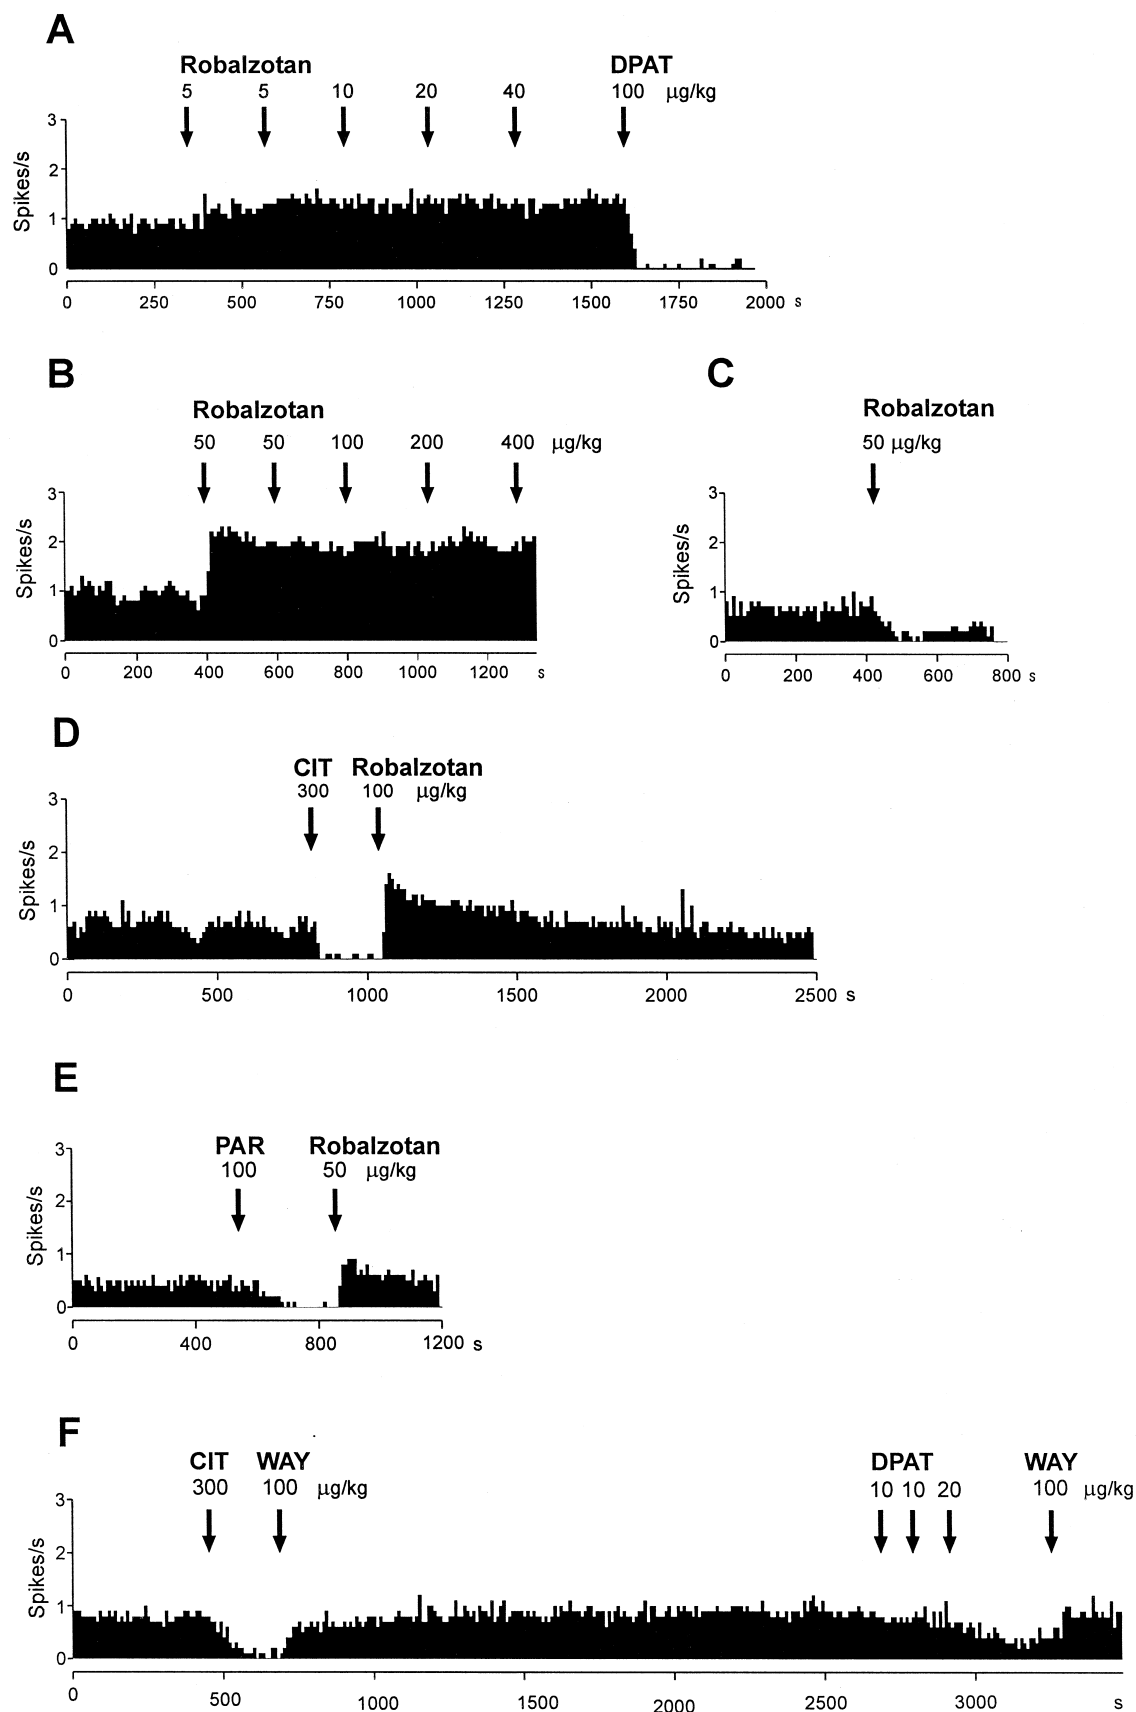 A
Robalzotan DPAT
5 5 10 20 40 100 µg/kg
3
2
1
0
Spikes/s
0 250 500 750 1000 1250 1500 1750 2000 s
B
Robalzotan
50 50 100 200 400 µg/kg
3
2
1
0
Spikes/s
0 200 400 600 800 1000 1200 s
C
Robalzotan
50 µg/kg
3
2
1
0
Spikes/s
0 200 400 600 800 s
D
CIT Robalzotan
300 100 µg/kg
3
2
1
0
Spikes/s
0 500 1000 1500 2000 2500 s
E
PAR Robalzotan
100 50 µg/kg
3
2
1
0
Spikes/s
0 400 800 1200 s
F
CIT WAY DPAT WAY
300 100 µg/kg 10 10 20 100 µg/kg
3
2
1
0
Spikes/s
0 500 1000 1500 2000 2500 3000 s